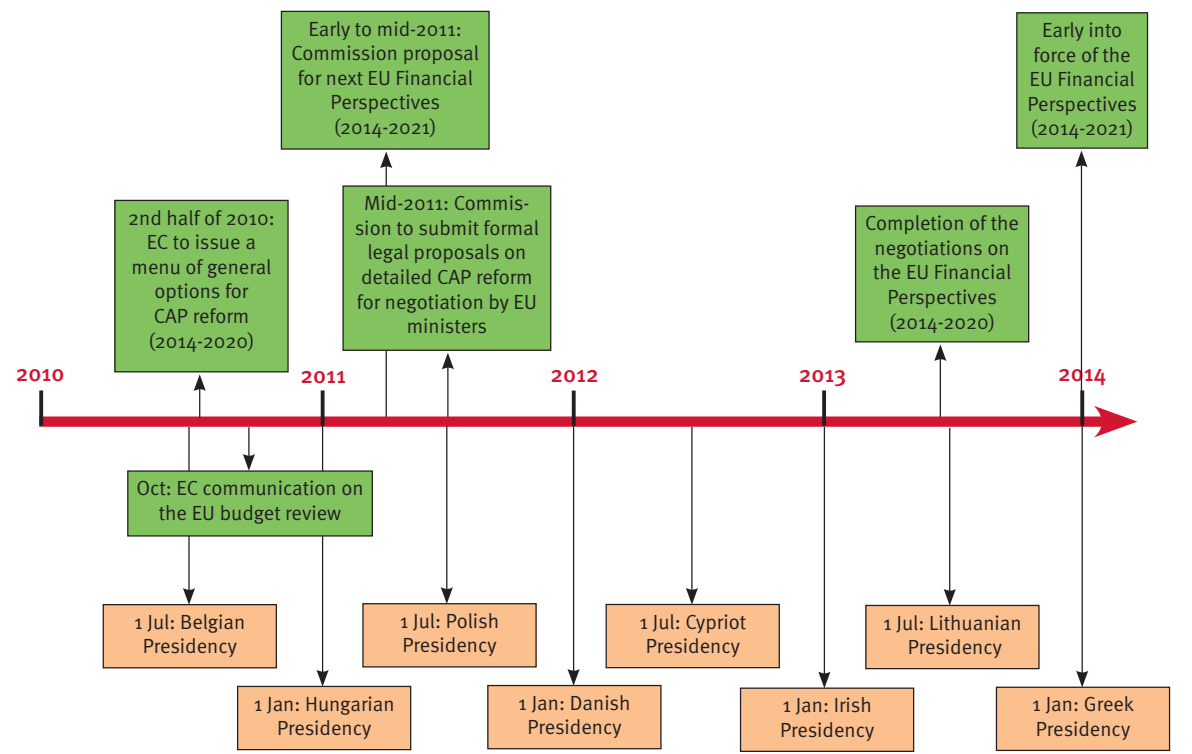 Early to mid-2011:
Commission proposal
for next EU Financial
Perspectives
(2014-2021)
Early into
force of the
EU Financial
Perspectives
(2014-2021)
2nd half of 2010:
EC to issue a
menu of general
options for
CAP reform
(2014-2020)
Mid-2011: Commis-
sion to submit formal
legal proposals on
detailed CAP reform
for negotiation by EU
ministers
Completion of the
negotiations on
the EU Financial
Perspectives
(2014-2020)
2010
2011
2012
2013
2014
Oct: EC communication on
the EU budget review
1 Jul: Belgian
Presidency
1 Jul: Polish
Presidency
1 Jul: Cypriot
Presidency
1 Jul: Lithuanian
Presidency
1 Jan: Hungarian
Presidency
1 Jan: Danish
Presidency
1 Jan: Irish
Presidency
1 Jan: Greek
Presidency